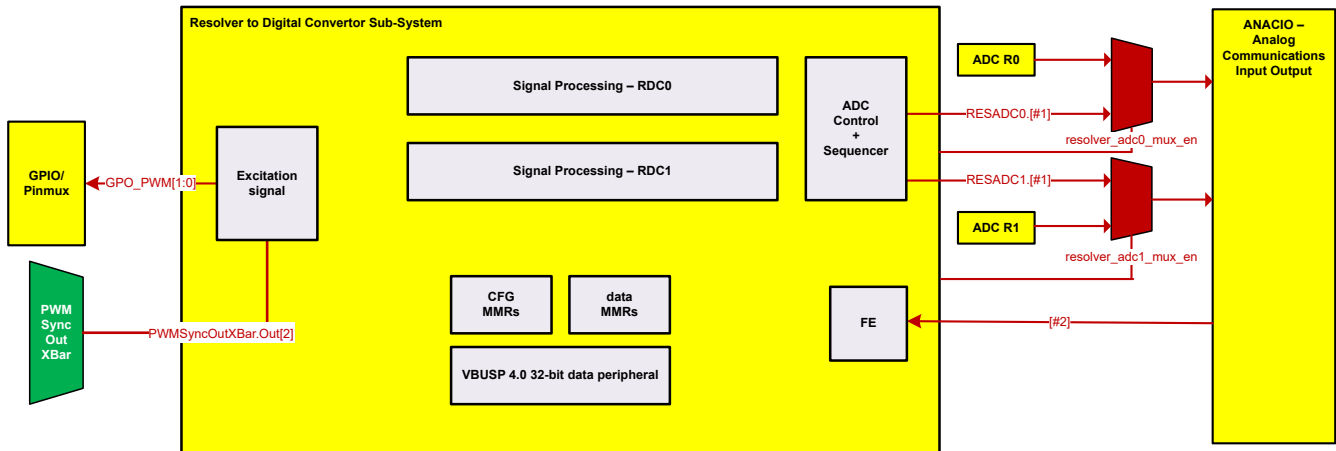 Resolver to Digital Convertor Sub-System
Signal Processing – RDC0
Signal Processing – RDC1
ADC
Control
+
Sequencer
Excitation
signal
GPIO/
Pinmux
GPO_PWM[1:0]
PWM
Sync
Out
XBar
PWMSyncOutXBar.Out[2]
CFG
MMRs
data
MMRs
VBUSP 4.0 32-bit data peripheral
FE
ADC R0
RESADC0.[#1]
resolver_adc0_mux_en
RESADC1.[#1]
ADC R1
resolver_adc1_mux_en
[#2]
ANACIO –
Analog
Communications
Input Output